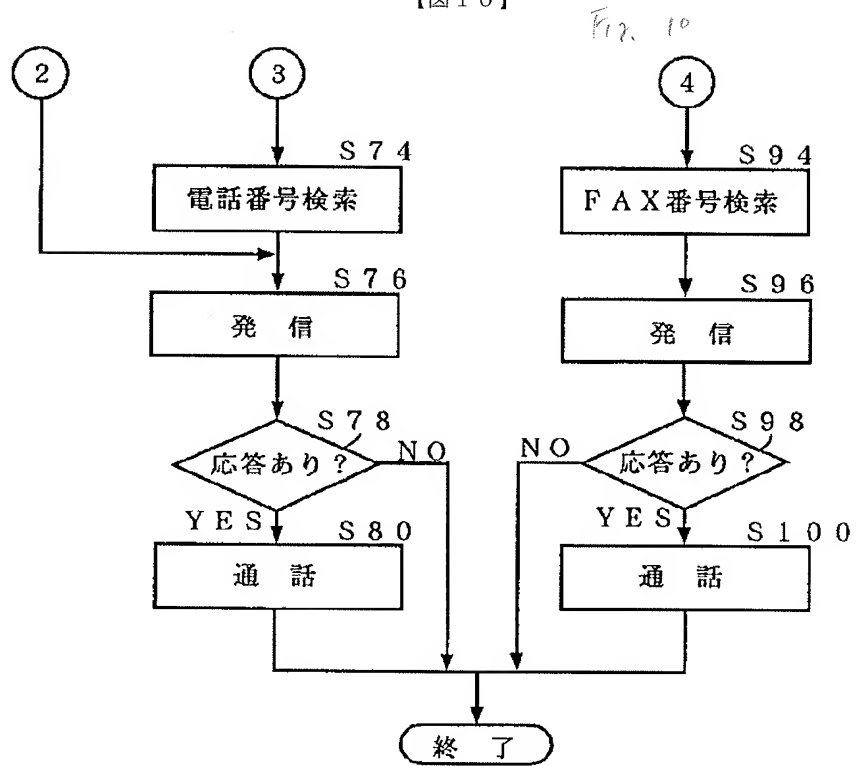 【図10】
Fig. 10
2
3
4
S74
電話番号検索
S94
FAX番号検索
S76
発信
S96
発信
S78
応答あり?
NO
YES
S98
応答あり?
NO
YES
S80
通話
S100
通話
終了